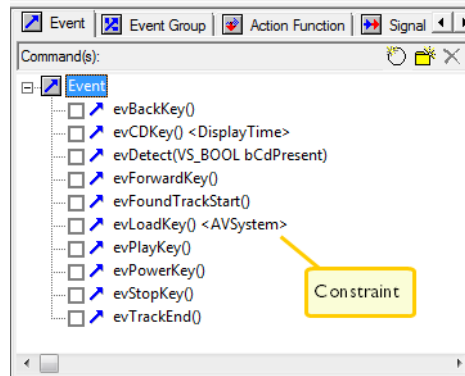 Event Event Group Action Function Signal
Command(s):
Event
evBackKey()
evCDKey() <DisplayTime>
evDetect(VS_BOOL bCdPresent)
evForwardKey()
evFoundTrackStart()
evLoadKey() <AVSystem>
evPlayKey()
evPowerKey()
Constraint
evStopKey()
evTrackEnd()